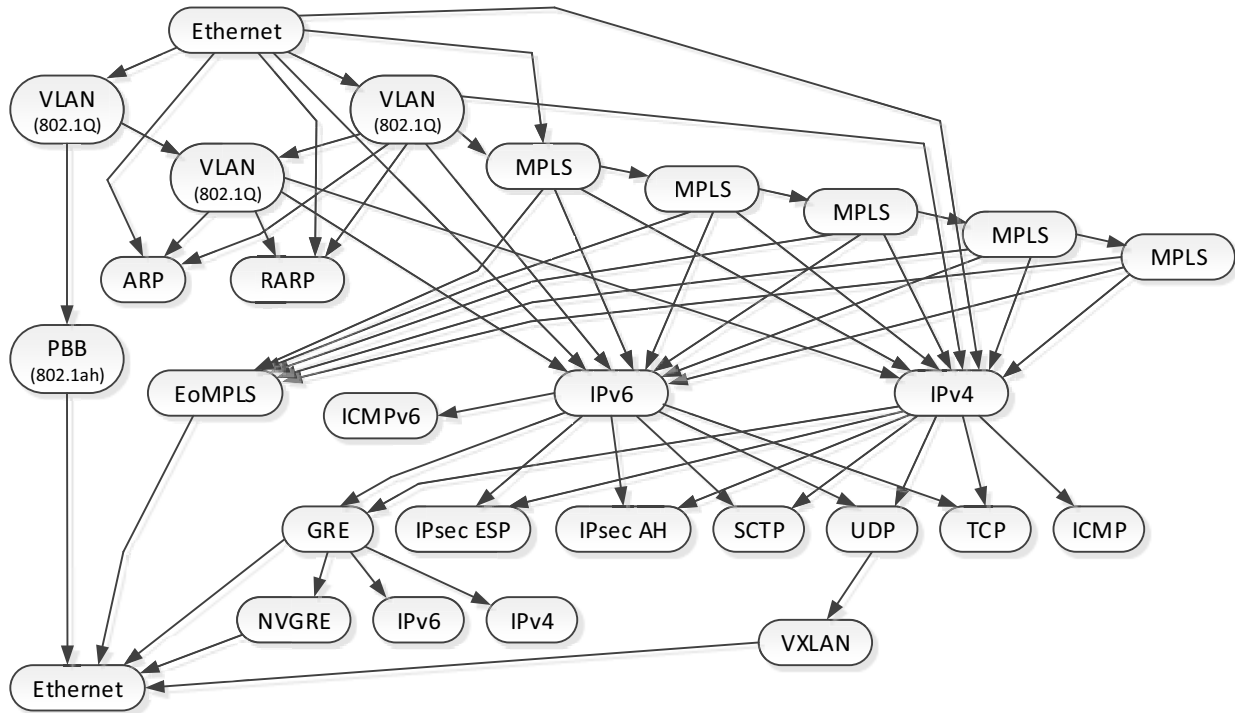 Ethernet
VLAN
(802.1Q)
VLAN
(802.1Q)
VLAN
(802.1Q)
MPLS
MPLS
MPLS
MPLS
MPLS
ARP
RARP
PBB
(802.1ah)
EoMPLS
ICMPv6
IPv6
IPv4
GRE
IPsec ESP
IPsec AH
SCTP
UDP
TCP
ICMP
NVGRE
IPv6
IPv4
VXLAN
Ethernet